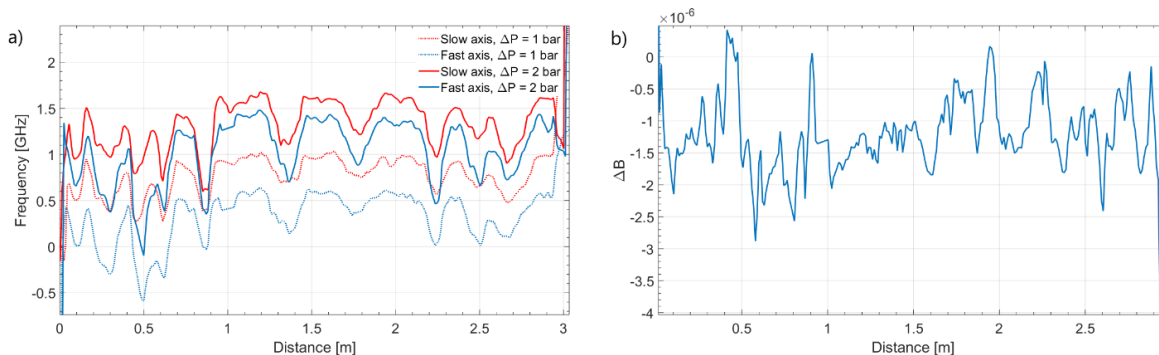 a)
Frequency [GHz]
2
1.5
1
0.5
0
-0.5
Slow axis, ΔP = 1 bar
Fast axis, ΔP = 1 bar
Slow axis, ΔP = 2 bar
Fast axis, ΔP = 2 bar
0 0.5 1 1.5 2 2.5 3
Distance [m]
b)
×10⁻⁶
ΔB
0
-0.5
-1
-1.5
-2
-2.5
-3
-3.5
-4
0.5 1 1.5 2 2.5
Distance [m]